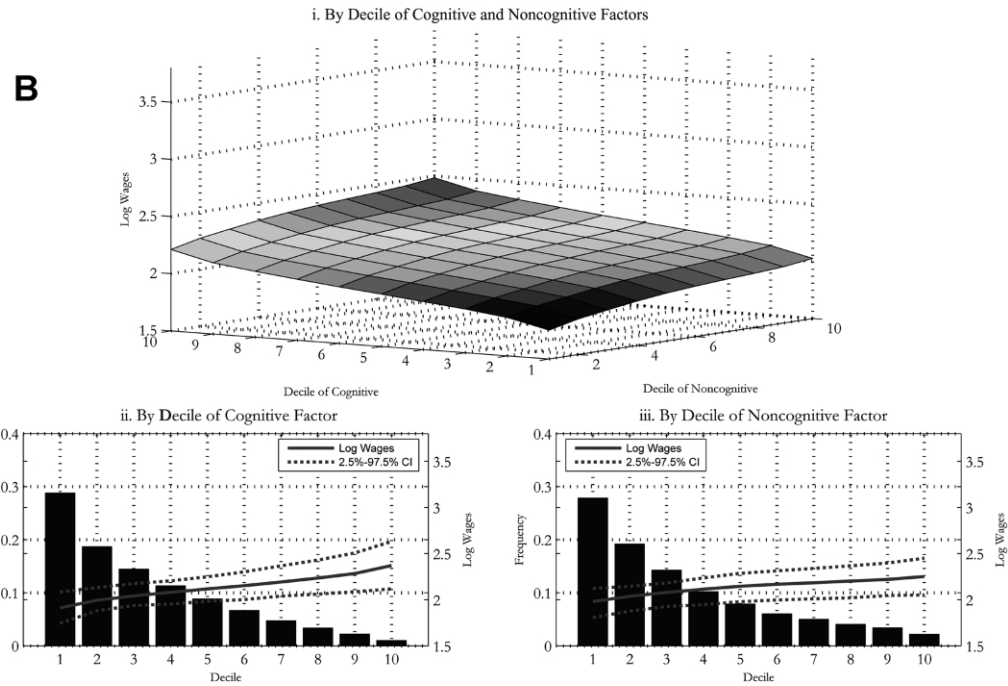 i. By Decile of Cognitive and Noncognitive Factors
B
Log Wages
3.5
3
2.5
2
1.5
10 9 8 7 6 5 4 3 2 1
2 4 6 8 10
Decile of Cognitive
Decile of Noncognitive
ii. By Decile of Cognitive Factor
0.4
0.3
0.2
0.1
0
Log Wages
2.5%-97.5% CI
3.5
3
2.5
2
1.5
Log Wages
1 2 3 4 5 6 7 8 9 10
Decile
iii. By Decile of Noncognitive Factor
Frequency
0.4
0.3
0.2
0.1
0
Log Wages
2.5%-97.5% CI
3.5
3
2.5
2
1.5
Log Wages
1 2 3 4 5 6 7 8 9 10
Decile